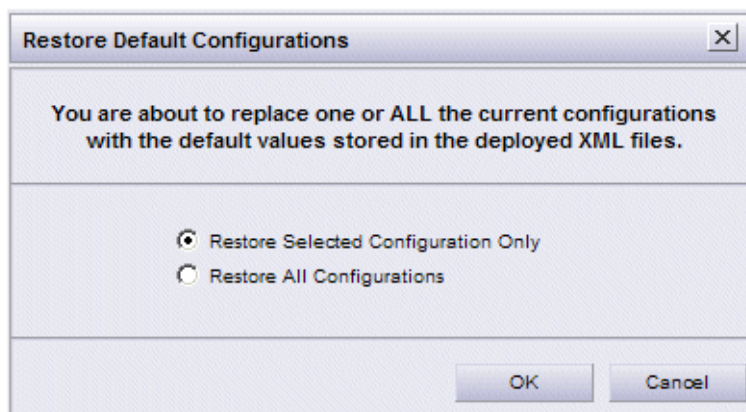 Restore Default Configurations
You are about to replace one or ALL the current configurations
with the default values stored in the deployed XML files.
Restore Selected Configuration Only
Restore All Configurations
OK
Cancel